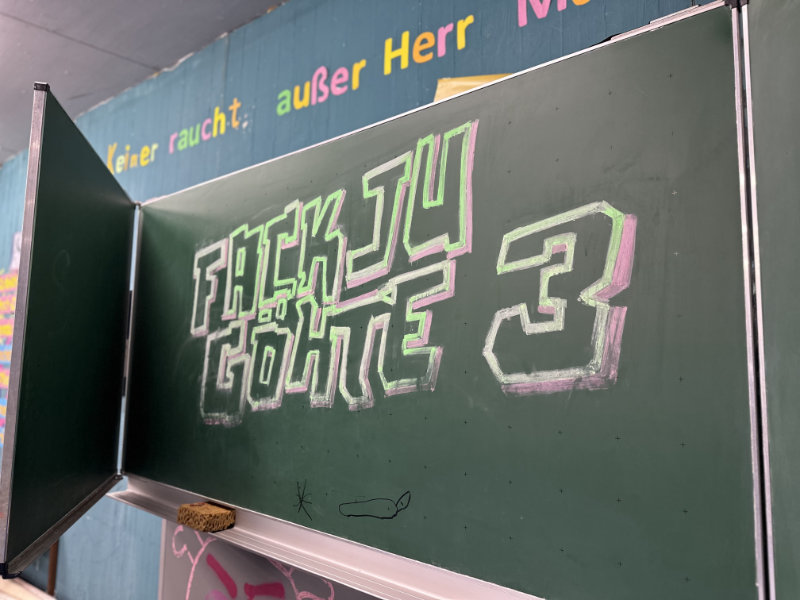 Keiner raucht, außer Herr
FACK JU
GÖHTE 3